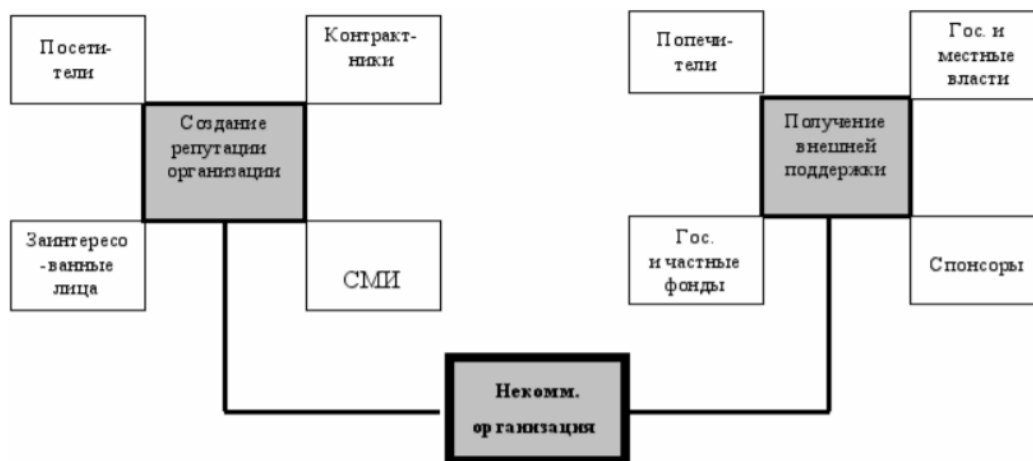 Посети-
тели
Контракт-
ники
Создание
репутации
организации
Заинтересо
-ванные
лица
СМИ
Попечи-
тели
Гос. и
местные
власти
Получение
внешней
поддержки
Гос.
и частные
фонды
Спонсоры
Некомм.
организация